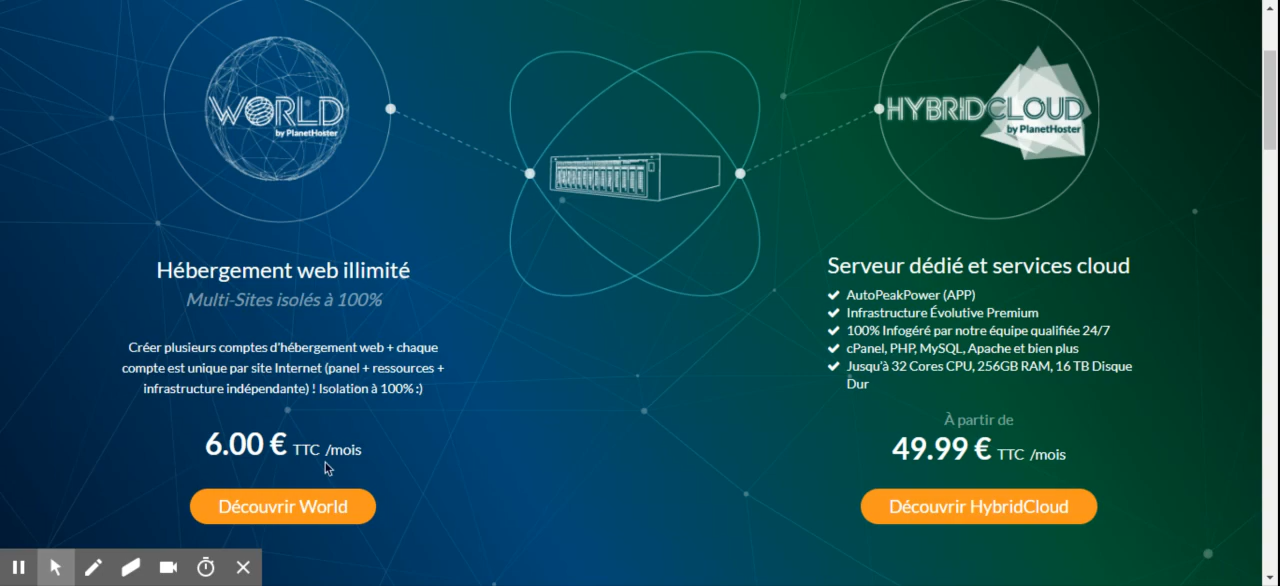 WORLD
by PlanetHoster
HYBRIDCLOUD
by PlanetHoster
Hébergement web illimité
Multi-Sites isolés à 100%
Créer plusieurs comptes d'hébergement web + chaque
compte est unique par site Internet (panel + ressources +
infrastructure indépendante) ! Isolation à 100% :)
6.00 € TTC /mois
Découvrir World
Serveur dédié et services cloud
AutoPeakPower (APP)
Infrastructure Évolutive Premium
100% Infogéré par notre équipe qualifiée 24/7
cPanel, PHP, MySQL, Apache et bien plus
Jusqu'à 32 Cores CPU, 256GB RAM, 16 TB Disque
Dur
À partir de
49.99 € TTC /mois
Découvrir HybridCloud